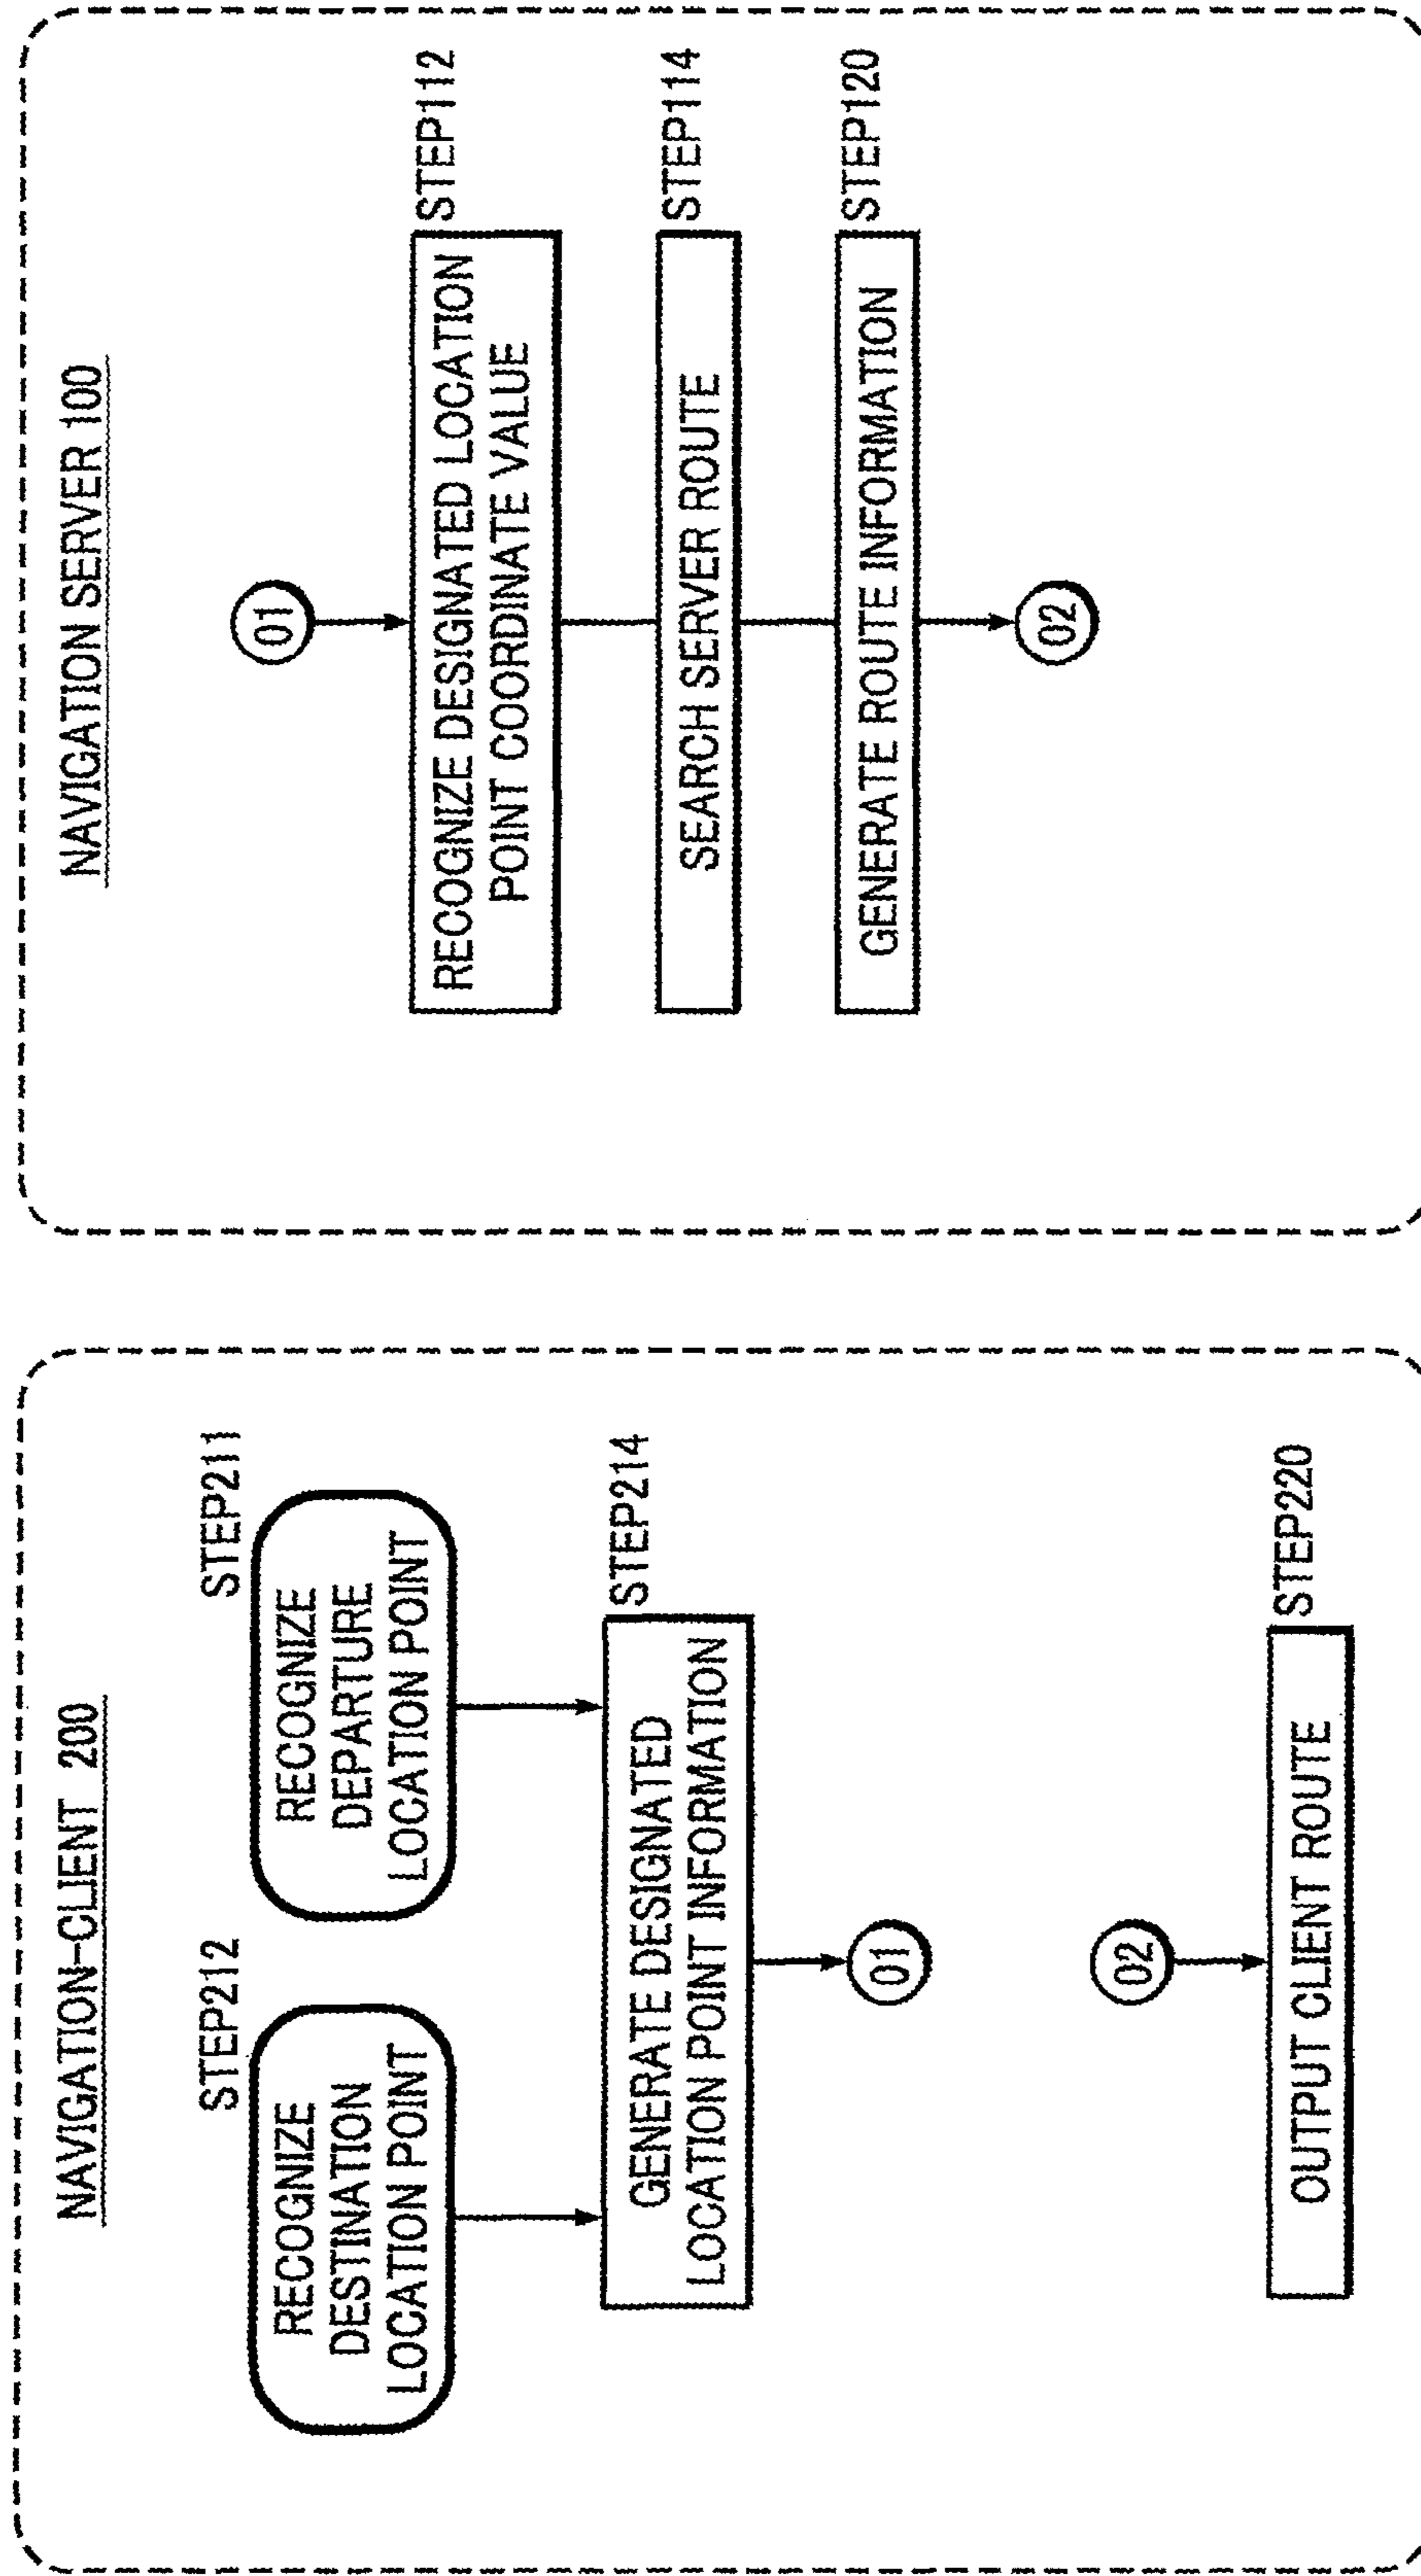 NAVIGATION-CLIENT 200
STEP212
RECOGNIZE
DESTINATION
LOCATION POINT
STEP211
RECOGNIZE
DEPARTURE
LOCATION POINT
STEP214
GENERATE DESIGNATED
LOCATION POINT INFORMATION
01
02
STEP220
OUTPUT CLIENT ROUTE
NAVIGATION SERVER 100
01
STEP112
RECOGNIZE DESIGNATED LOCATION
POINT COORDINATE VALUE
STEP114
SEARCH SERVER ROUTE
STEP120
GENERATE ROUTE INFORMATION
02